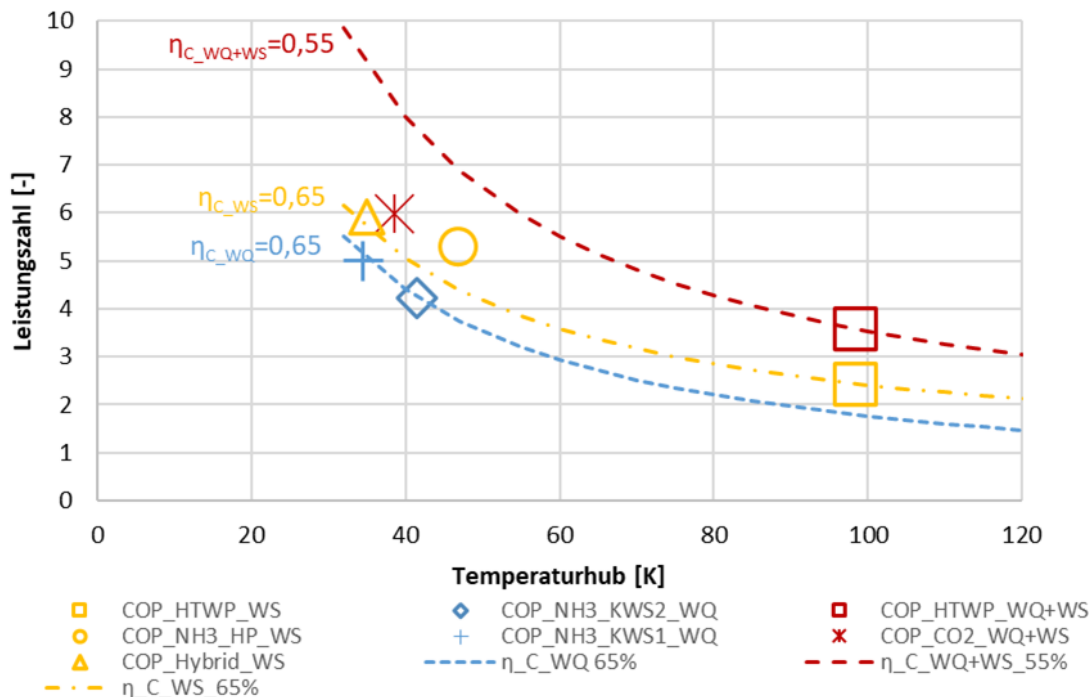 10
9
8
7
6
5
4
3
2
1
0
Leistungszahl [-]
ηC_WQ+WS=0,55
ηC_WS=0,65
ηC_WQ=0,65
0 20 40 60 80 100 120
Temperaturhub [K]
COP_HTWP_WS COP_NH3_KWS2_WQ COP_HTWP_WQ+WS
COP_NH3_HP_WS COP_NH3_KWS1_WQ COP_CO2_WQ+WS
COP_Hybrid_WS η_C_WQ 65% η_C_WQ+WS_55%
η_C_WS_65%